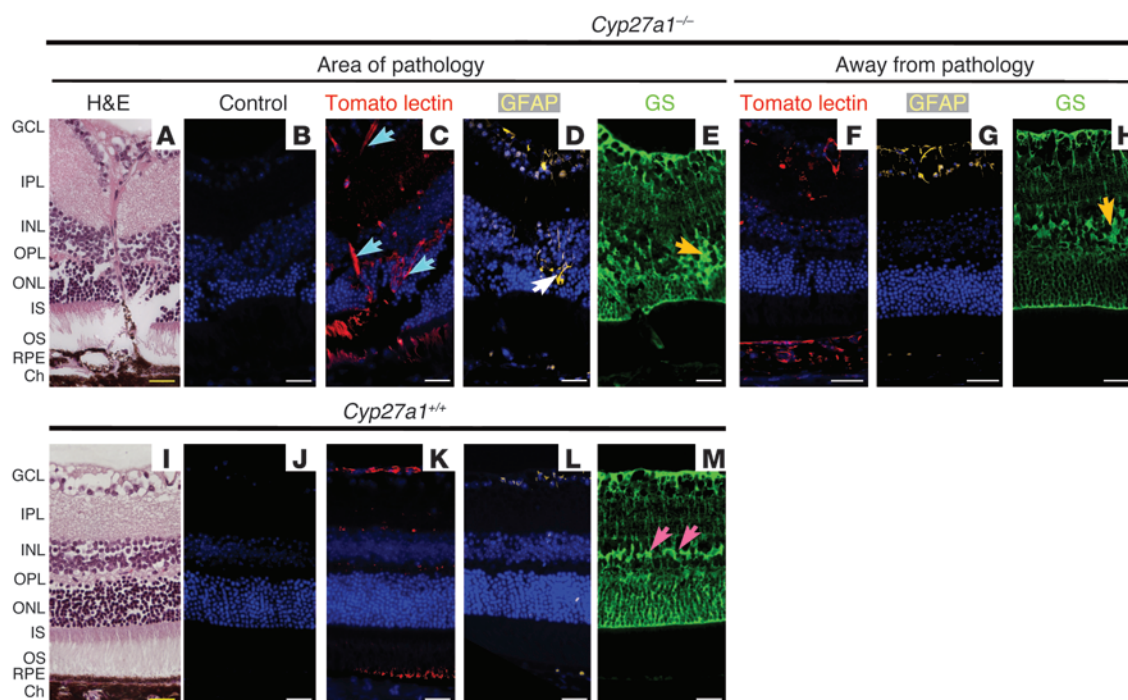 Cyp27a1–/–
Area of pathology Away from pathology
H&E Control Tomato lectin GFAP GS Tomato lectin GFAP GS
A B C D E F G H
GCL
IPL
INL
OPL
ONL
IS
OS
RPE
Ch
Cyp27a1+/+
I J K L M
GCL
IPL
INL
OPL
ONL
IS
OS
RPE
Ch